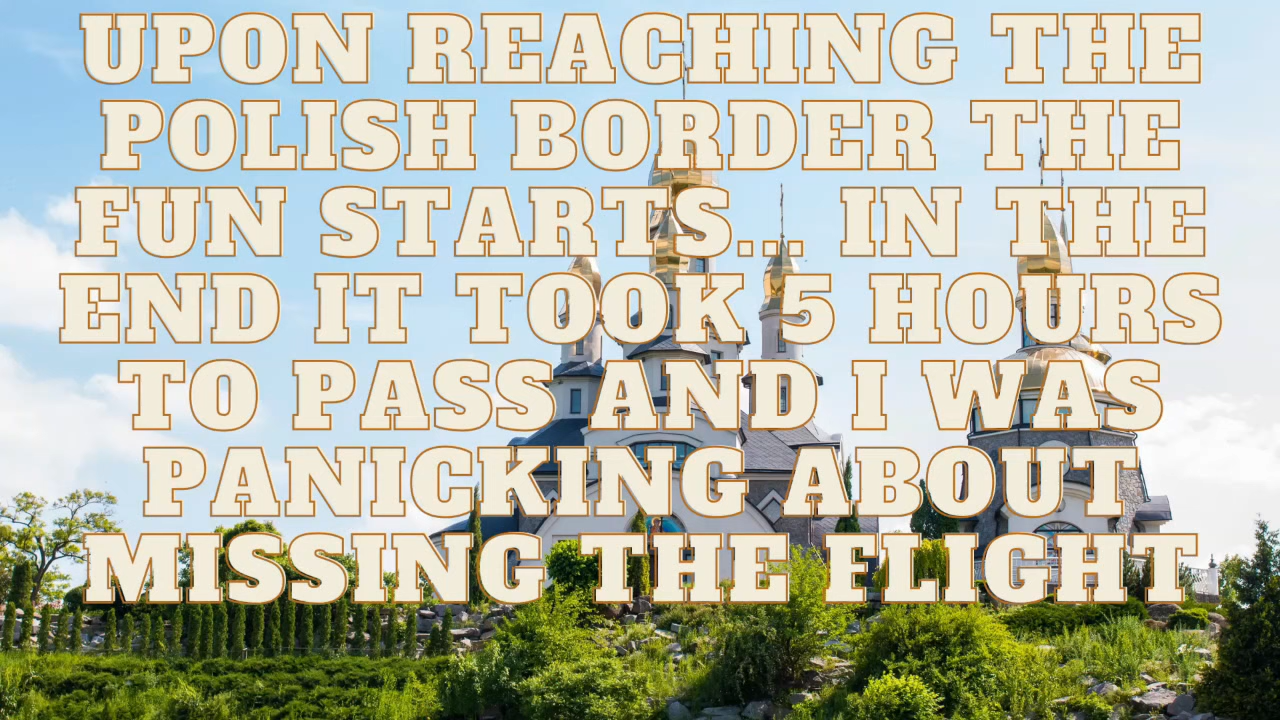 UPON REACHING THE
POLISH BORDER THE
FUN STARTS... IN THE
END IT TOOK 5 HOURS
TO PASS AND I WAS
PANICKING ABOUT
MISSING THE FLIGHT